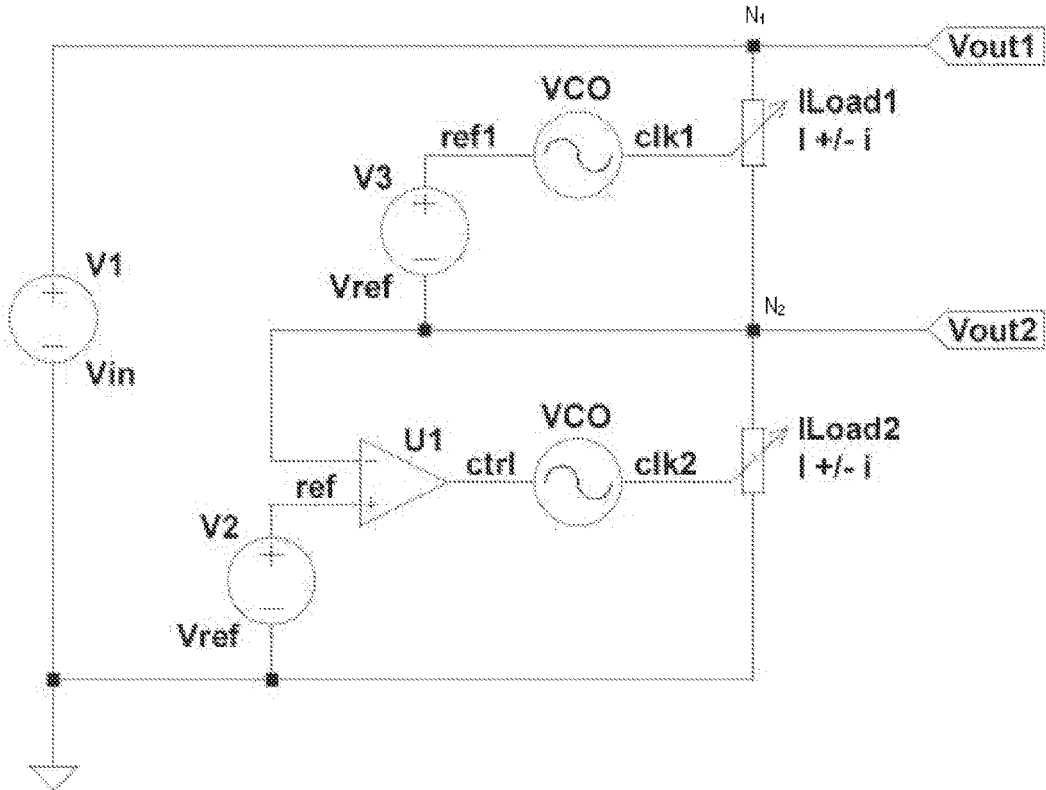 N₁
Vout1
VCO
ILoad1
I +/- i
ref1
clk1
V3
+
−
Vref
V1
+
−
Vin
N₂
Vout2
VCO
ILoad2
I +/- i
U1
−
+
ctrl
clk2
ref
V2
+
−
Vref